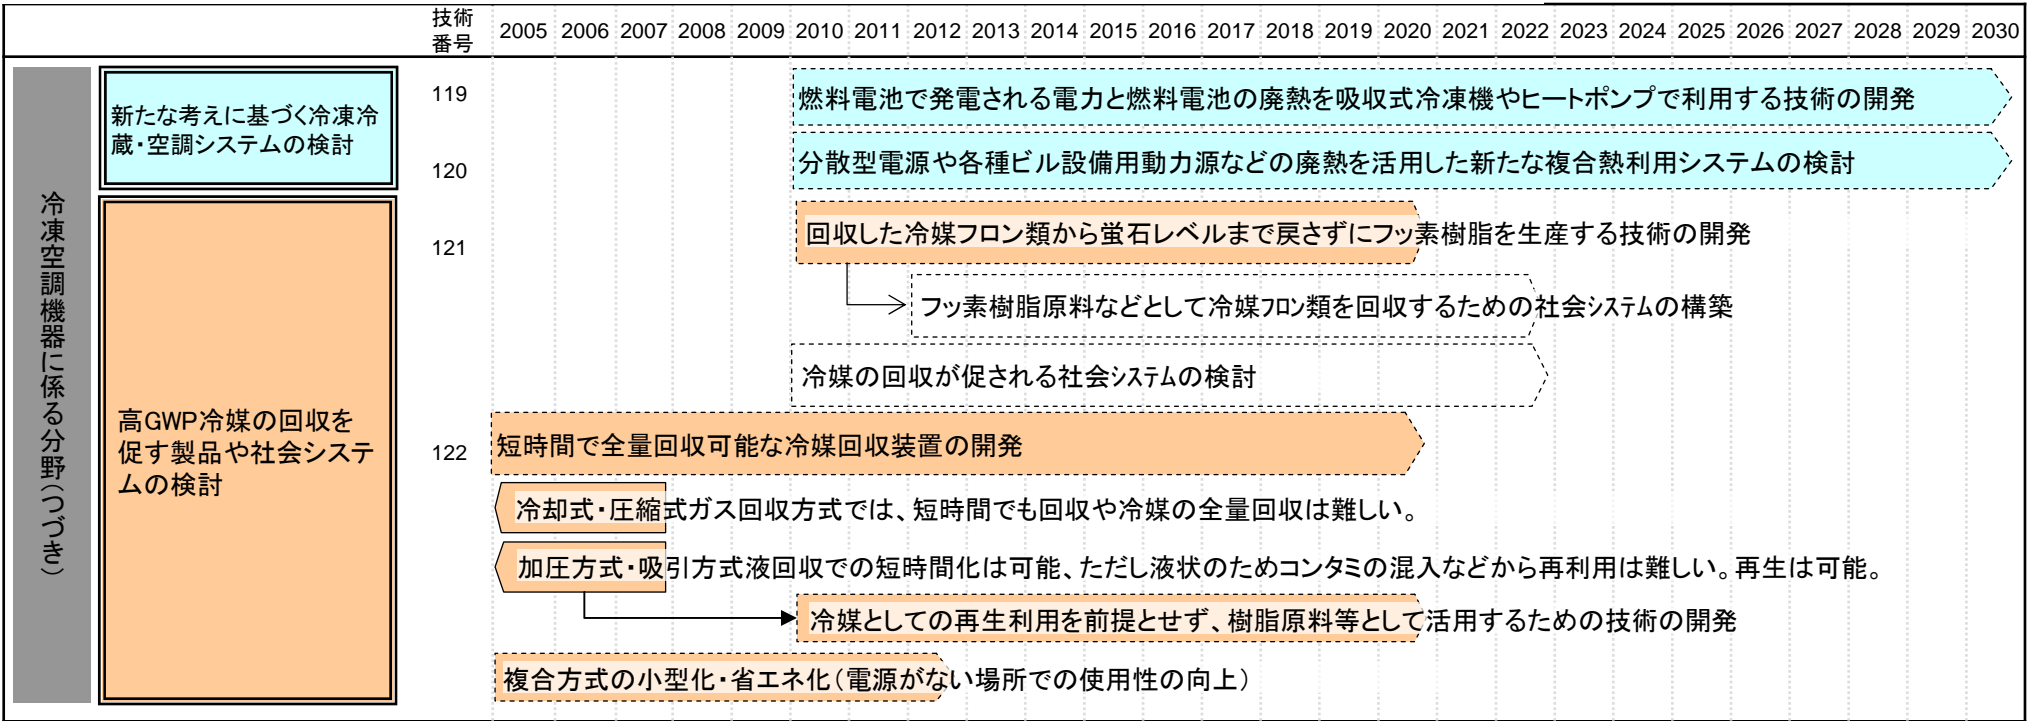 技術
番号
2005 2006 2007 2008 2009 2010 2011 2012 2013 2014 2015 2016 2017 2018 2019 2020 2021 2022 2023 2024 2025 2026 2027 2028 2029 2030
冷凍空調機器に係る分野(つづき)
新たな考えに基づく冷凍冷
蔵・空調システムの検討
119
燃料電池で発電される電力と燃料電池の廃熱を吸収式冷凍機やヒートポンプで利用する技術の開発
120
分散型電源や各種ビル設備用動力源などの廃熱を活用した新たな複合熱利用システムの検討
高GWP冷媒の回収を
促す製品や社会システ
ムの検討
121
回収した冷媒フロン類から蛍石レベルまで戻さずにフッ素樹脂を生産する技術の開発
フッ素樹脂原料などとして冷媒フロン類を回収するための社会システムの構築
冷媒の回収が促される社会システムの検討
122
短時間で全量回収可能な冷媒回収装置の開発
冷却式・圧縮式ガス回収方式では、短時間でも回収や冷媒の全量回収は難しい。
加圧方式・吸引方式液回収での短時間化は可能、ただし液状のためコンタミの混入などから再利用は難しい。再生は可能。
冷媒としての再生利用を前提とせず、樹脂原料等として活用するための技術の開発
複合方式の小型化・省エネ化(電源がない場所での使用性の向上)